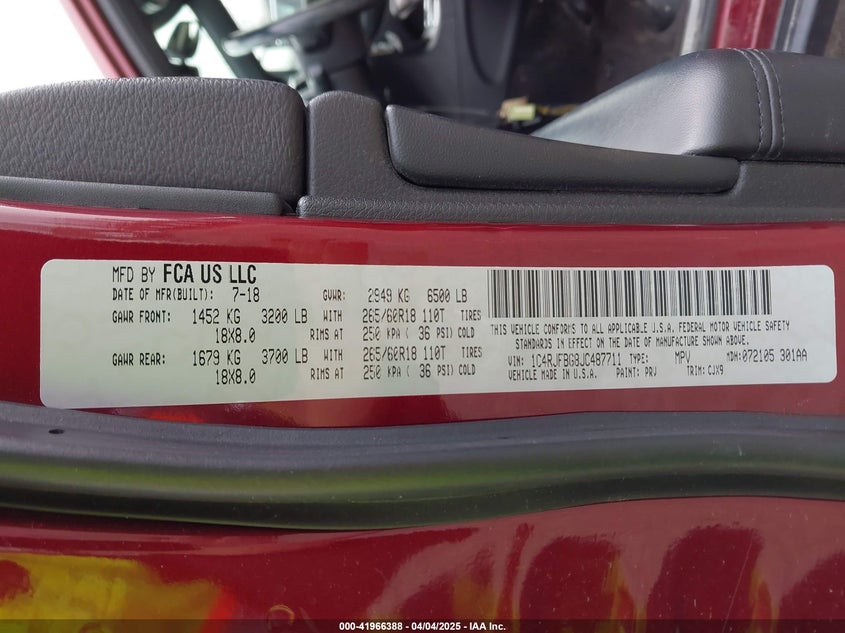 MFD BY FCA US LLC
DATE OF MFR(BUILT): 7-18 GVWR: 2949 KG 6500 LB
GAWR FRONT: 1452 KG 3200 LB WITH 265/60R18 110T TIRES
18X8.0 RIMS AT 250 KPA ( 36 PSI) COLD
GAWR REAR: 1679 KG 3700 LB WITH 265/60R18 110T TIRES
18X8.0 RIMS AT 250 KPA ( 36 PSI) COLD
THIS VEHICLE CONFORMS TO ALL APPLICABLE U.S.A. FEDERAL MOTOR VEHICLE SAFETY
STANDARDS IN EFFECT ON THE DATE OF MANUFACTURE SHOWN ABOVE.
VIN: 1C4RJFBG8JC487711 TYPE: MPV MDH:072105 301AA
VEHICLE MADE IN U.S.A. PAINT: PRJ TRIM: CJX9
000-41966388 - 04/04/2025 - IAA Inc.